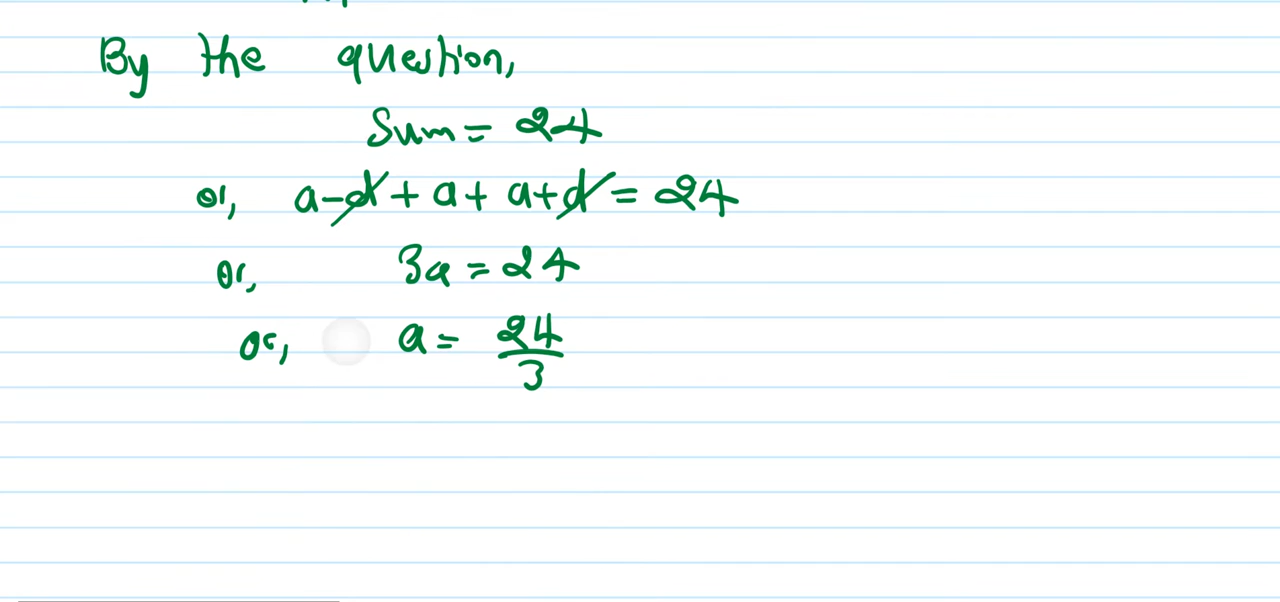 By the question,
Sum = 24
or, a-d + a + a+d = 24
or, 3a = 24
or, a = 24/3